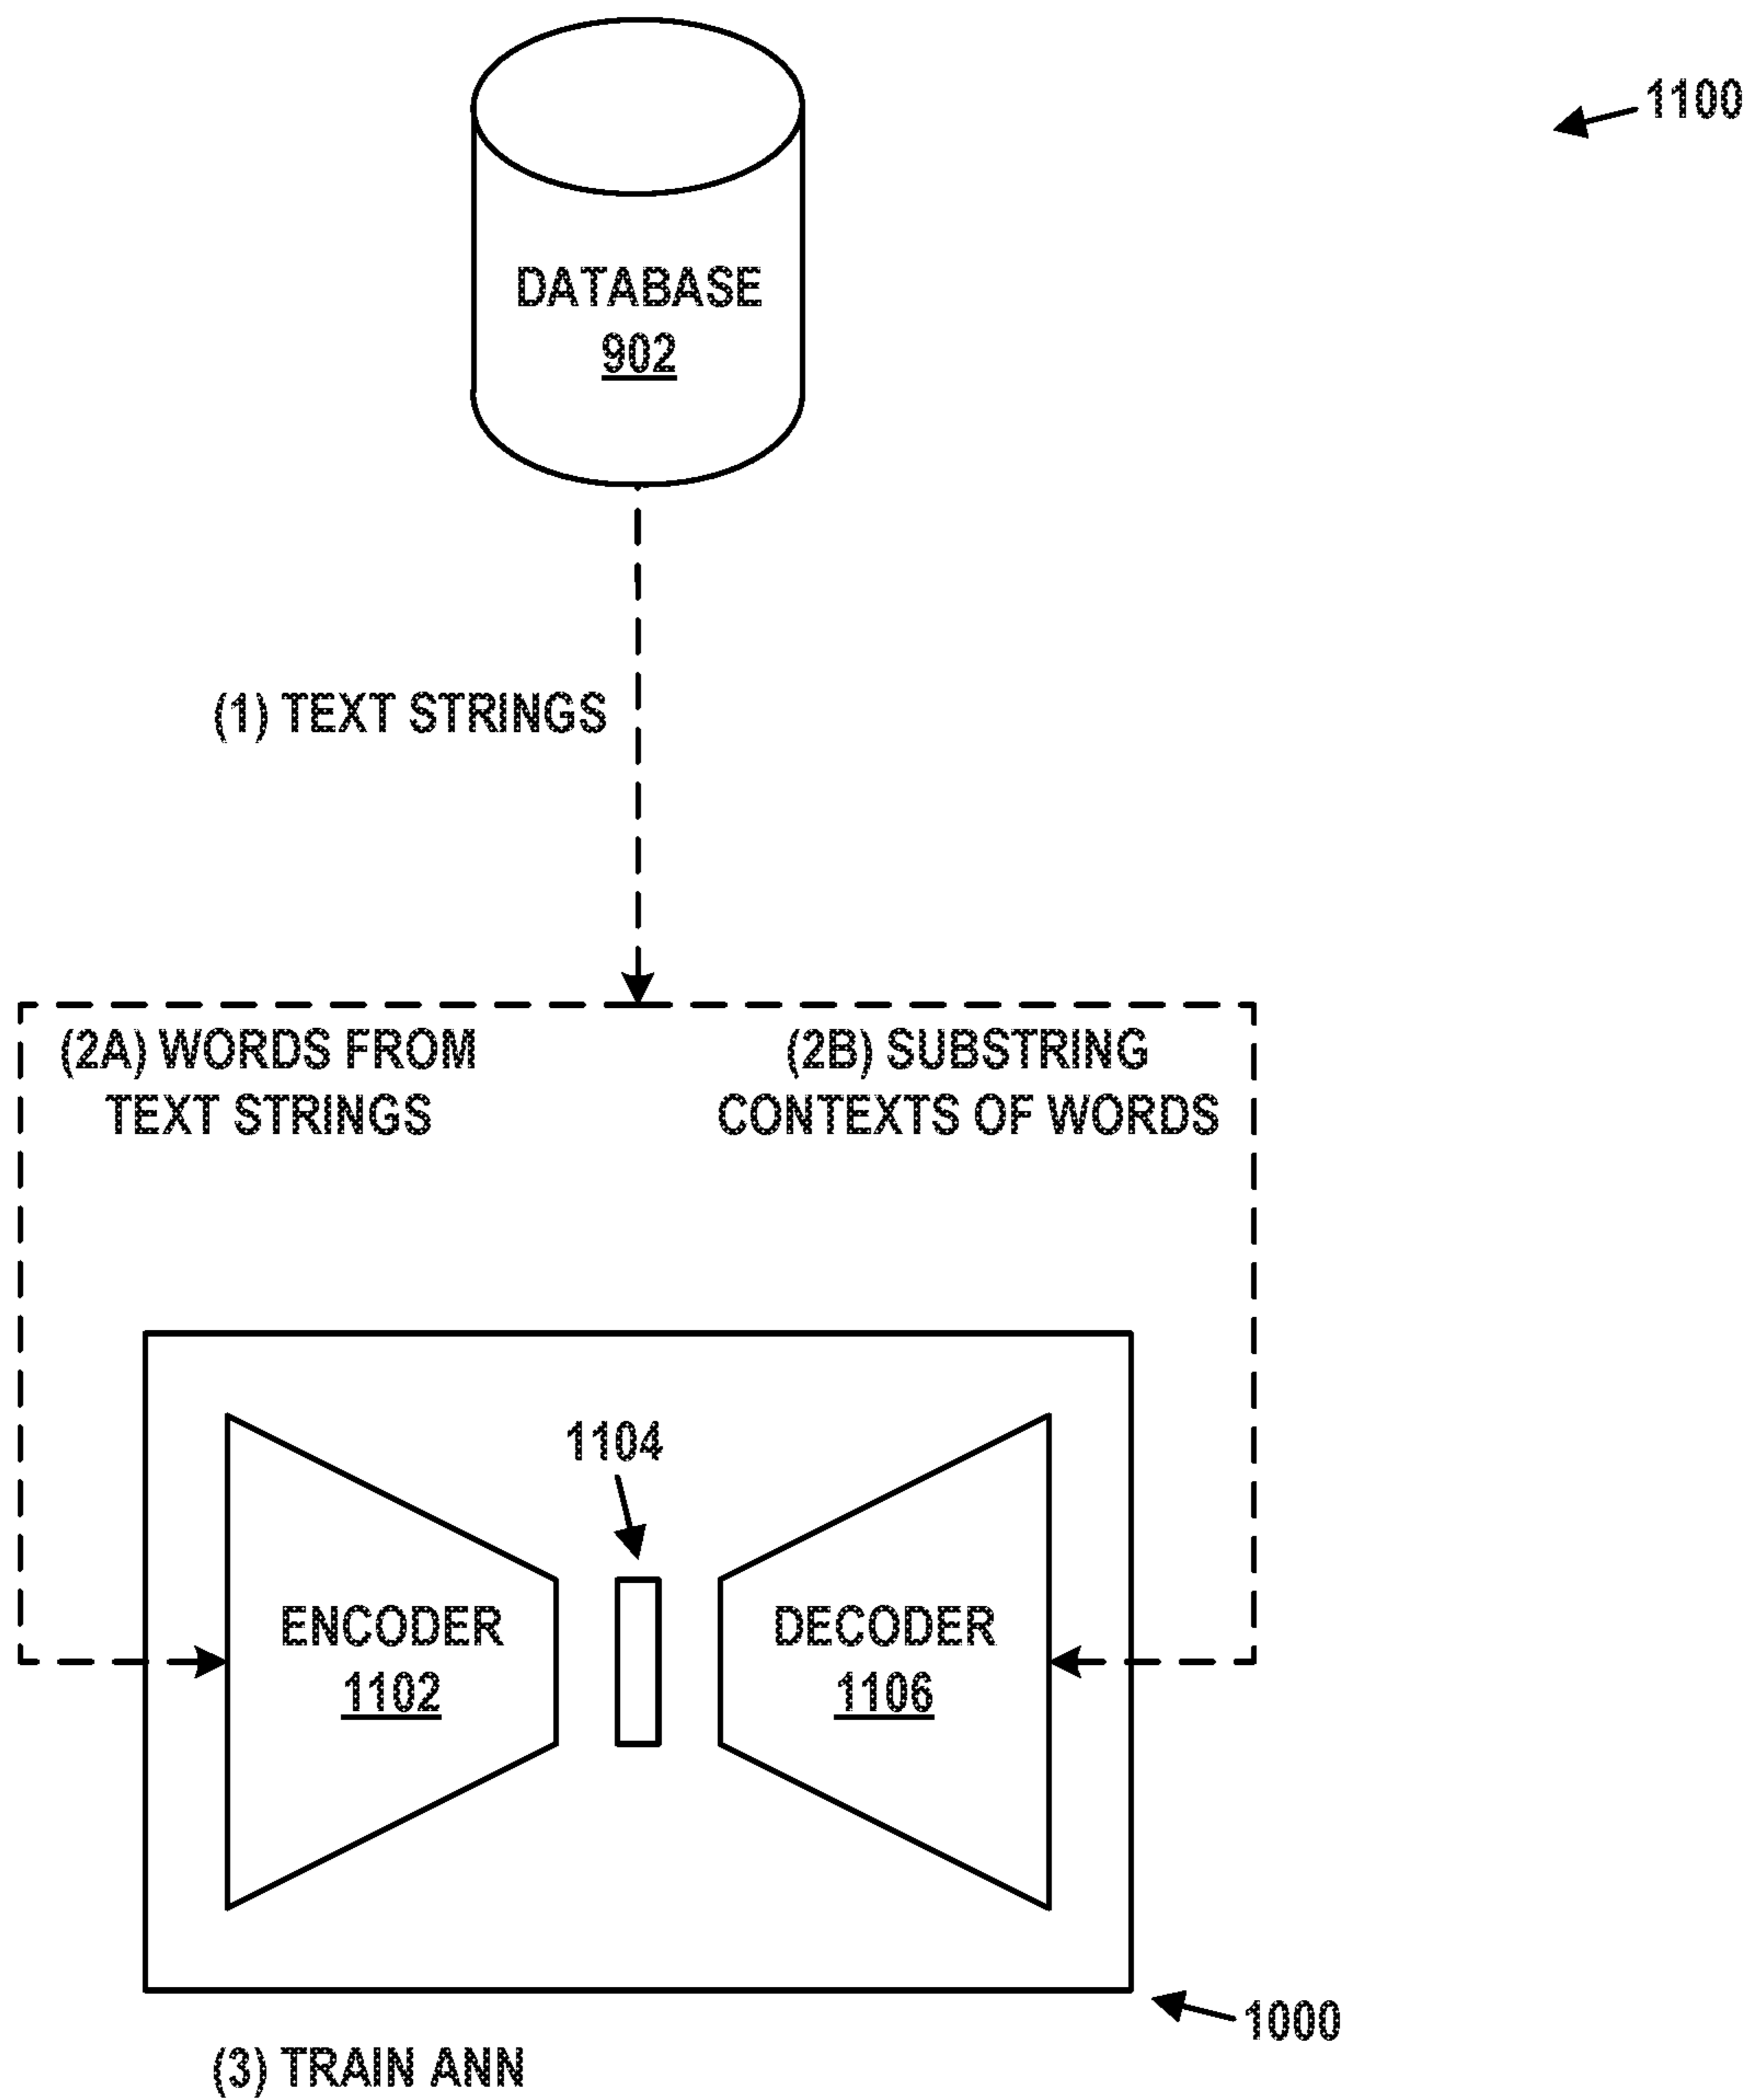 1100
DATABASE
902
(1) TEXT STRINGS
(2A) WORDS FROM
TEXT STRINGS
(2B) SUBSTRING
CONTEXTS OF WORDS
1104
ENCODER
1102
DECODER
1106
1000
(3) TRAIN ANN